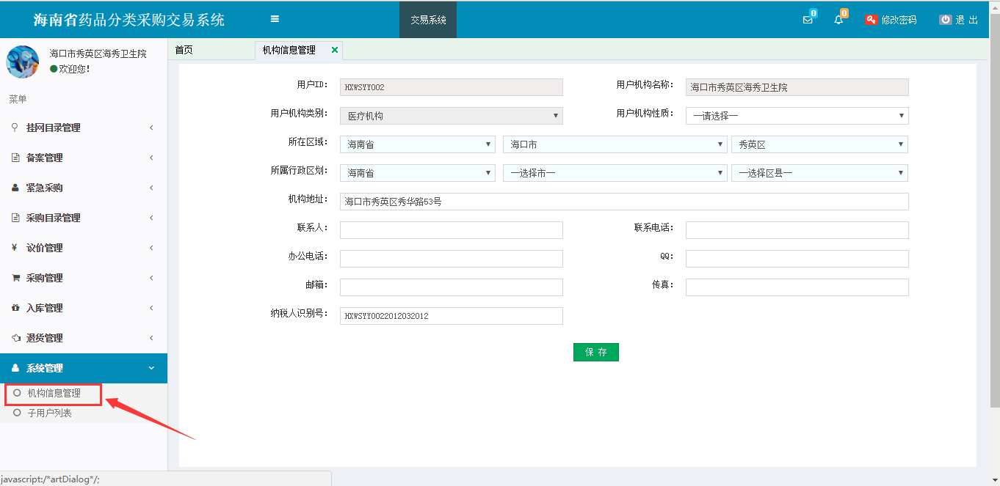 海南省药品分类采购交易系统
交易系统
0
0
修改密码
退 出
海口市秀英区海秀卫生院
欢迎您!
菜单
挂网目录管理
备案管理
紧急采购
采购目录管理
¥ 议价管理
采购管理
入库管理
退货管理
系统管理
机构信息管理
子用户列表
首页
机构信息管理
用户ID: HXWSYY002
用户机构名称: 海口市秀英区海秀卫生院
用户机构类别: 医疗机构
用户机构性质: —请选择—
所在区域: 海南省 海口市 秀英区
所属行政区划: 海南省 —选择市— —选择区县—
机构地址: 海口市秀英区秀华路53号
联系人: 联系电话:
办公电话: QQ:
邮箱: 传真:
纳税人识别号: HXWSYY0022012032012
保 存
javascript:/*artDialog*/;